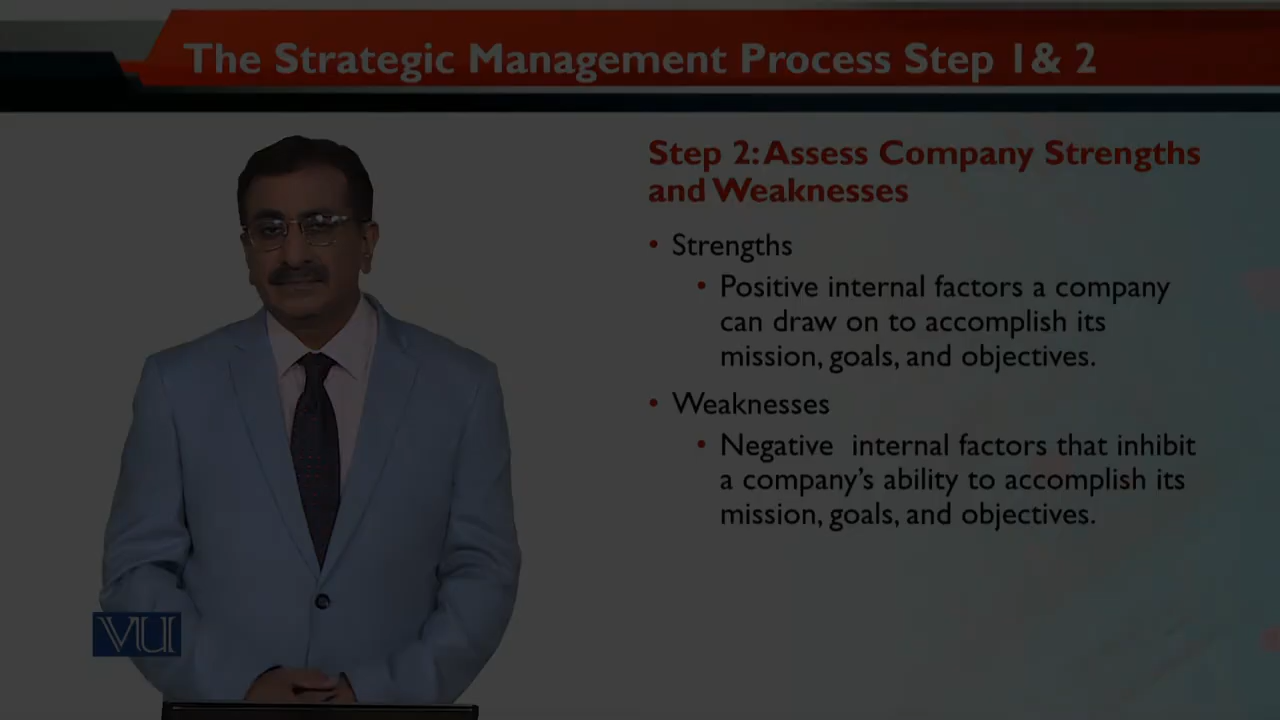 The Strategic Management Process Step 1& 2
Step 2: Assess Company Strengths
and Weaknesses
• Strengths
• Positive internal factors a company
can draw on to accomplish its
mission, goals, and objectives.
• Weaknesses
• Negative internal factors that inhibit
a company's ability to accomplish its
mission, goals, and objectives.
VU